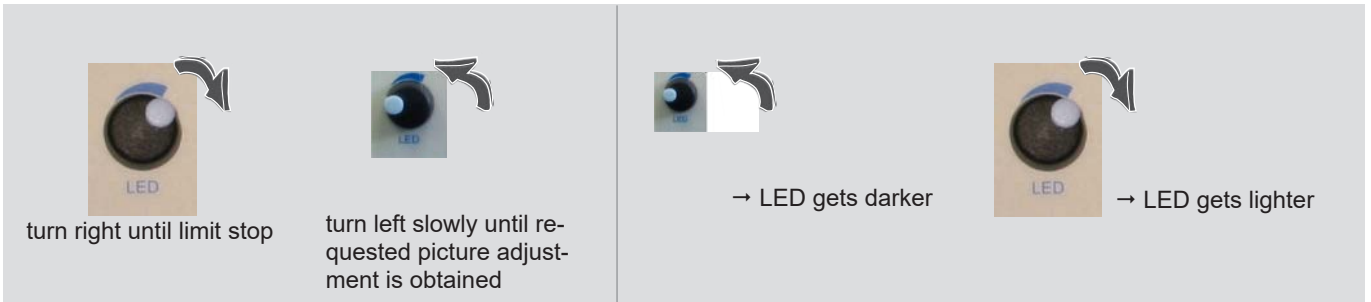 LED
turn right until limit stop
LED
turn left slowly until re-
quested picture adjust-
ment is obtained
LED
→ LED gets darker
LED
→ LED gets lighter